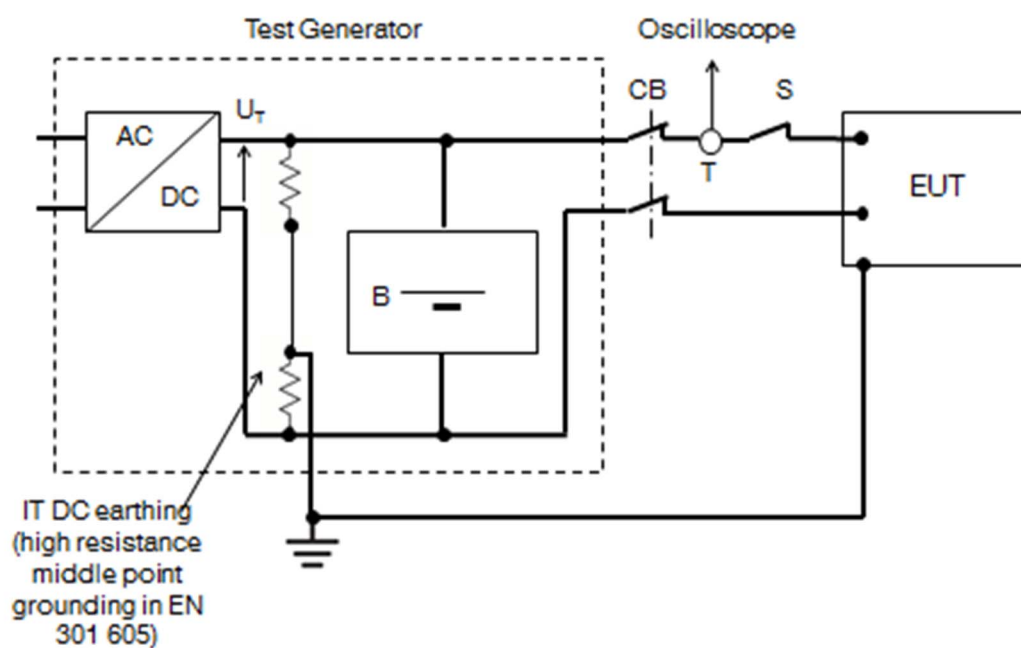 Test Generator
Oscilloscope
AC
DC
U_T
CB
S
T
EUT
B
IT DC earthing
(high resistance
middle point
grounding in EN
301 605)